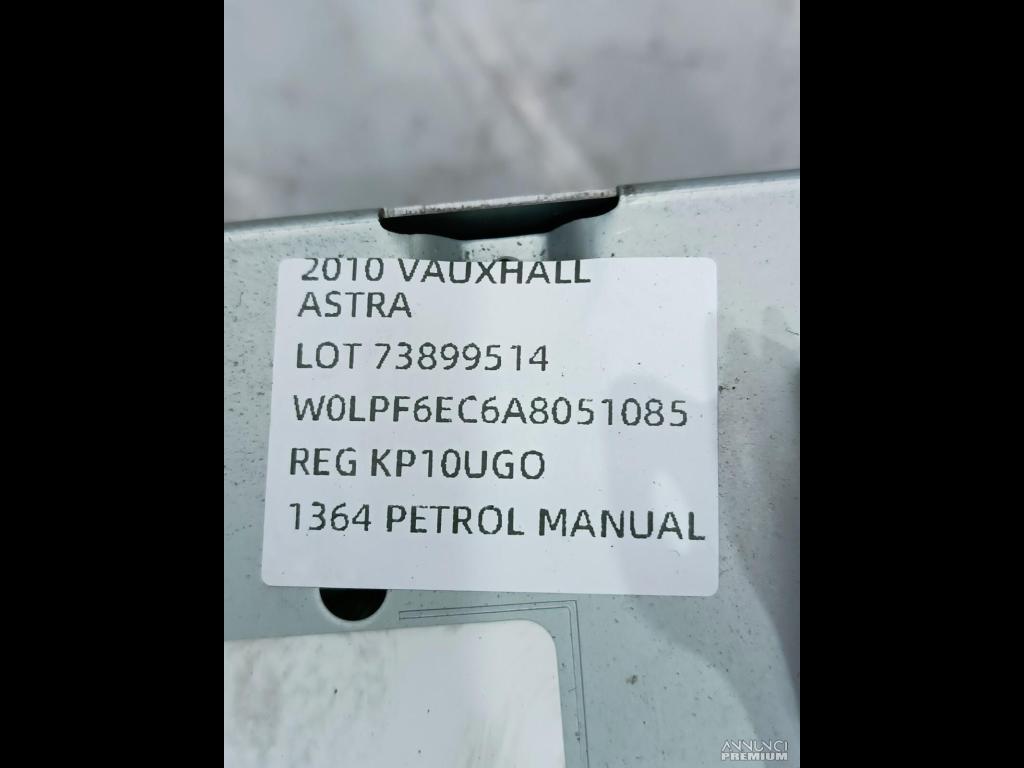 2010 VAUXHALL
ASTRA
LOT 73899514
W0LPF6EC6A8051085
REG KP10UGO
1364 PETROL MANUAL
ANNUNCI
PREMIUM